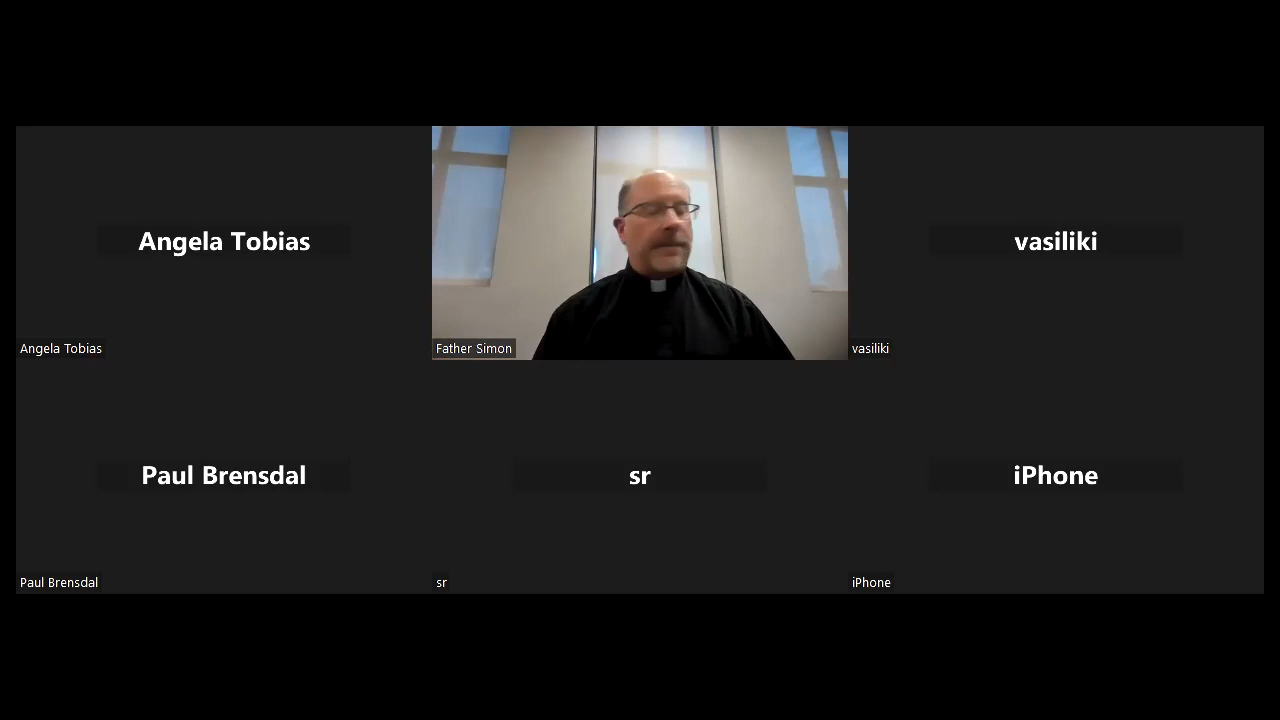 Angela Tobias
vasiliki
Angela Tobias
Father Simon
vasiliki
Paul Brensdal
sr
iPhone
Paul Brensdal
sr
iPhone